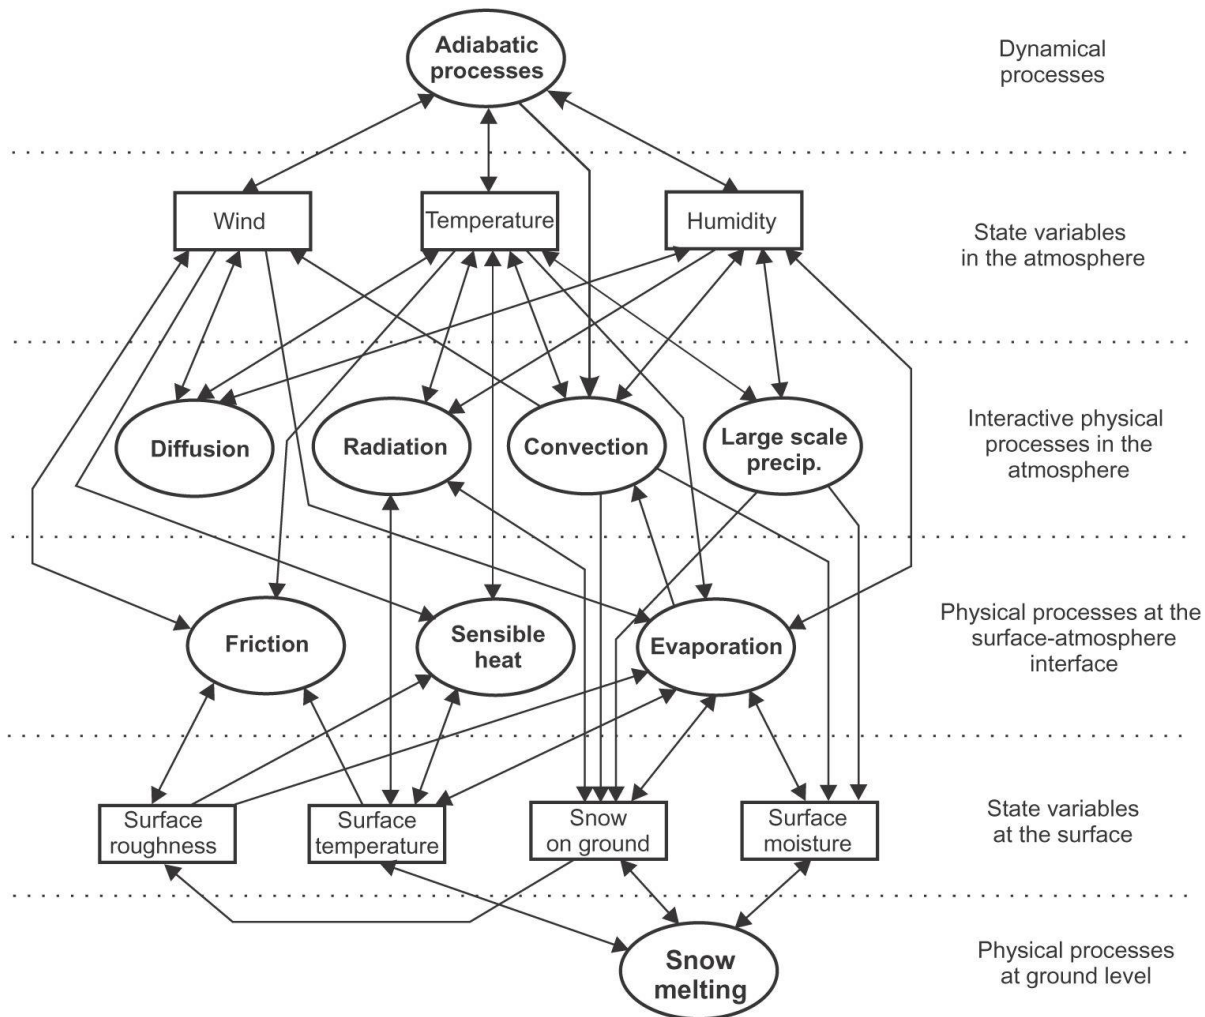 Adiabatic
processes
Dynamical
processes
Wind
Temperature
Humidity
State variables
in the atmosphere
Diffusion
Radiation
Convection
Large scale
precip.
Interactive physical
processes in the
atmosphere
Friction
Sensible
heat
Evaporation
Physical processes at the
surface-atmosphere
interface
Surface
roughness
Surface
temperature
Snow
on ground
Surface
moisture
State variables
at the surface
Snow
melting
Physical processes
at ground level